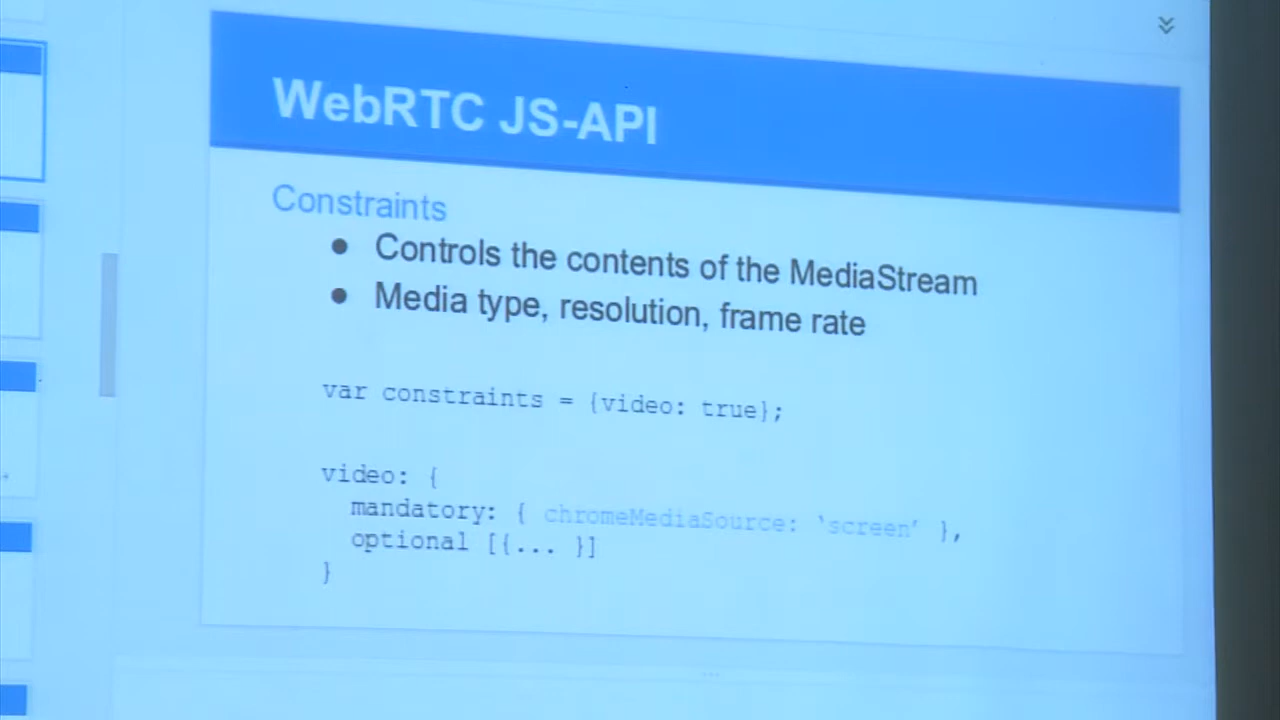 WebRTC JS-API
Constraints
● Controls the contents of the MediaStream
● Media type, resolution, frame rate
var constraints = {video: true};
video: {
mandatory: { chromeMediaSource: 'screen' },
optional [{... }]
}